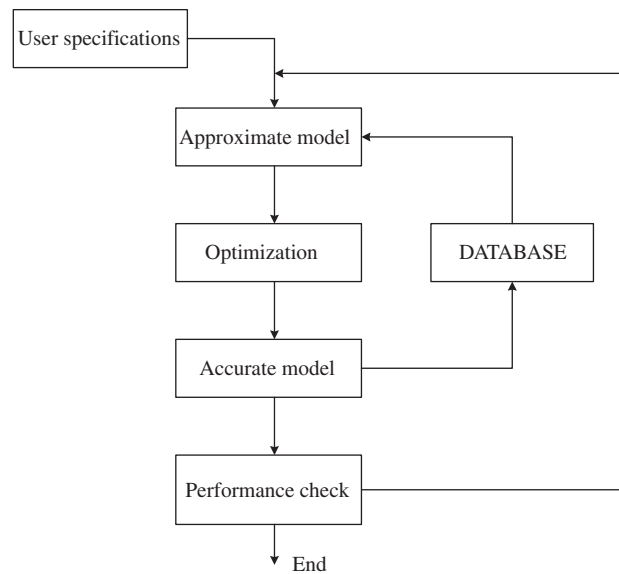 User specifications
Approximate model
Optimization
DATABASE
Accurate model
Performance check
End